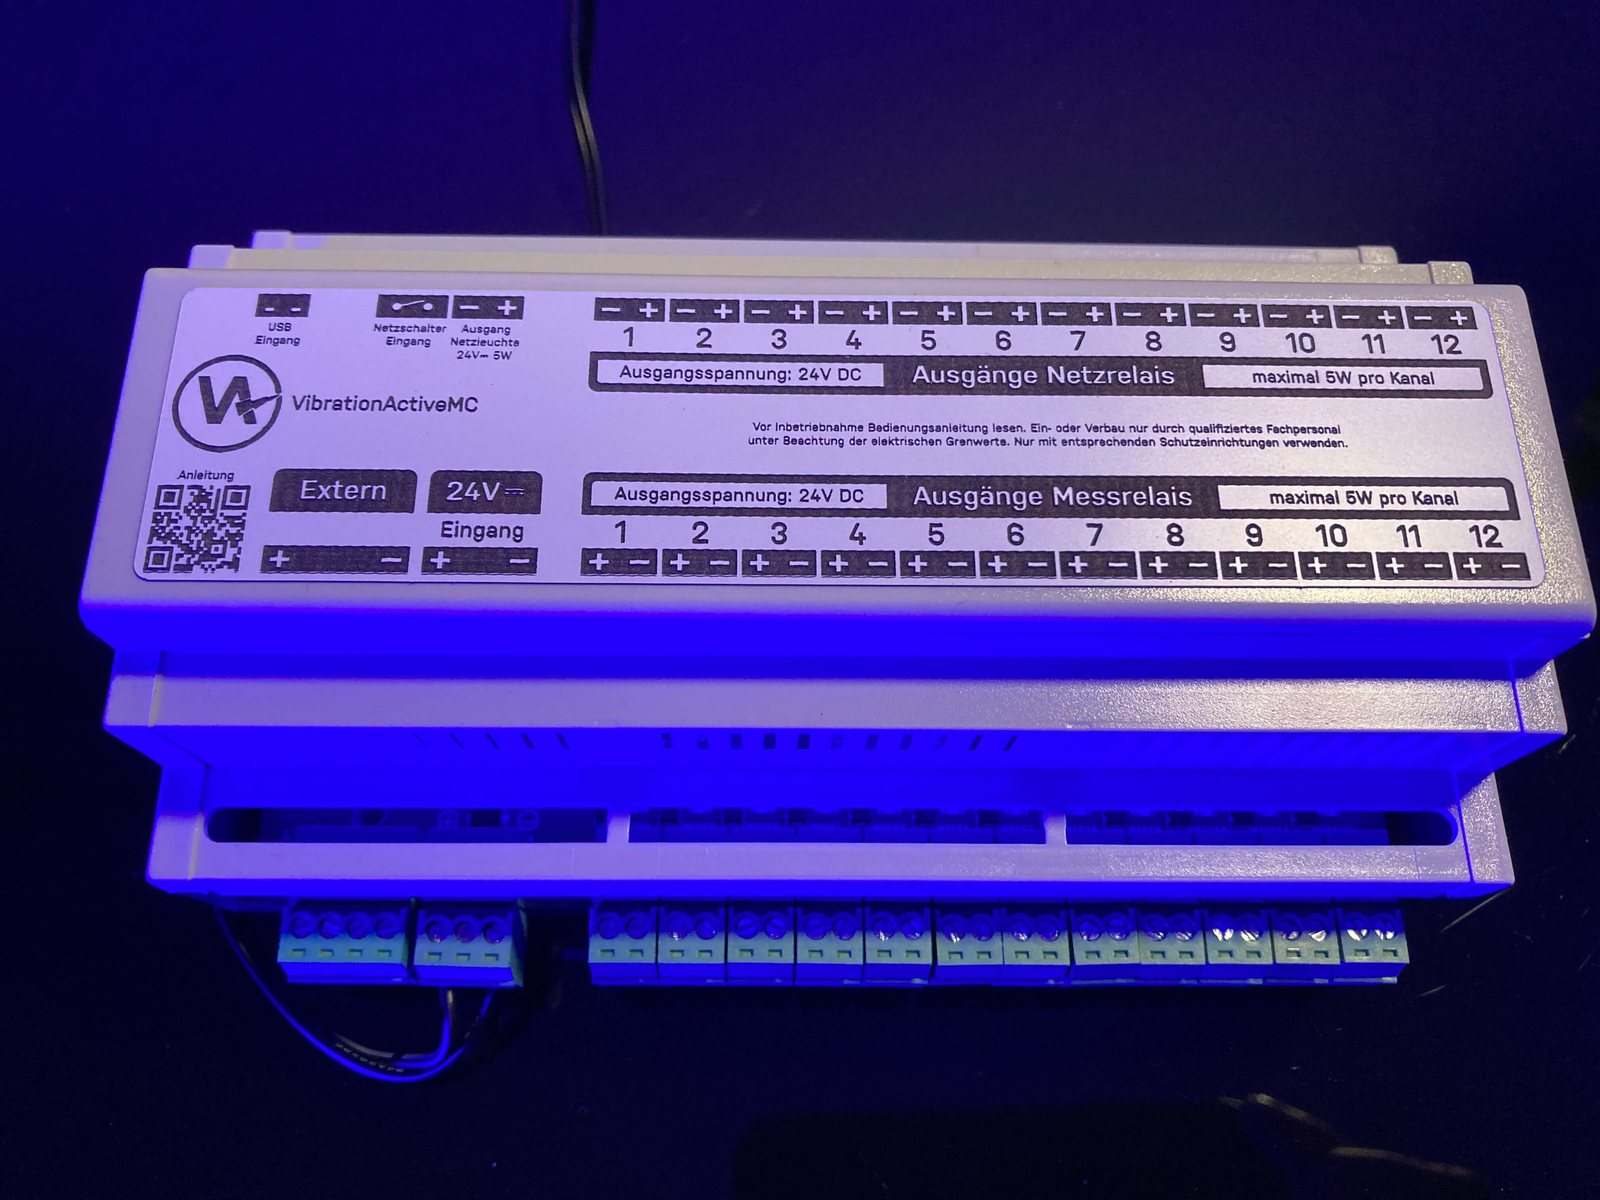 USB
Eingang
Netzschalter
Eingang
Ausgang
Netzleuchte
24V⎓ 5W
- + - + - + - + - + - + - + - + - + - + - + - +
1 2 3 4 5 6 7 8 9 10 11 12
Ausgangsspannung: 24V DC Ausgänge Netzrelais maximal 5W pro Kanal
VibrationActiveMC
Vor Inbetriebnahme Bedienungsanleitung lesen. Ein- oder Verbau nur durch qualifiziertes Fachpersonal
unter Beachtung der elektrischen Grenwerte. Nur mit entsprechenden Schutzeinrichtungen verwenden.
Anleitung
Extern
24V⎓
Eingang
+ - + -
Ausgangsspannung: 24V DC Ausgänge Messrelais maximal 5W pro Kanal
1 2 3 4 5 6 7 8 9 10 11 12
+ - + - + - + - + - + - + - + - + - + - + - + -